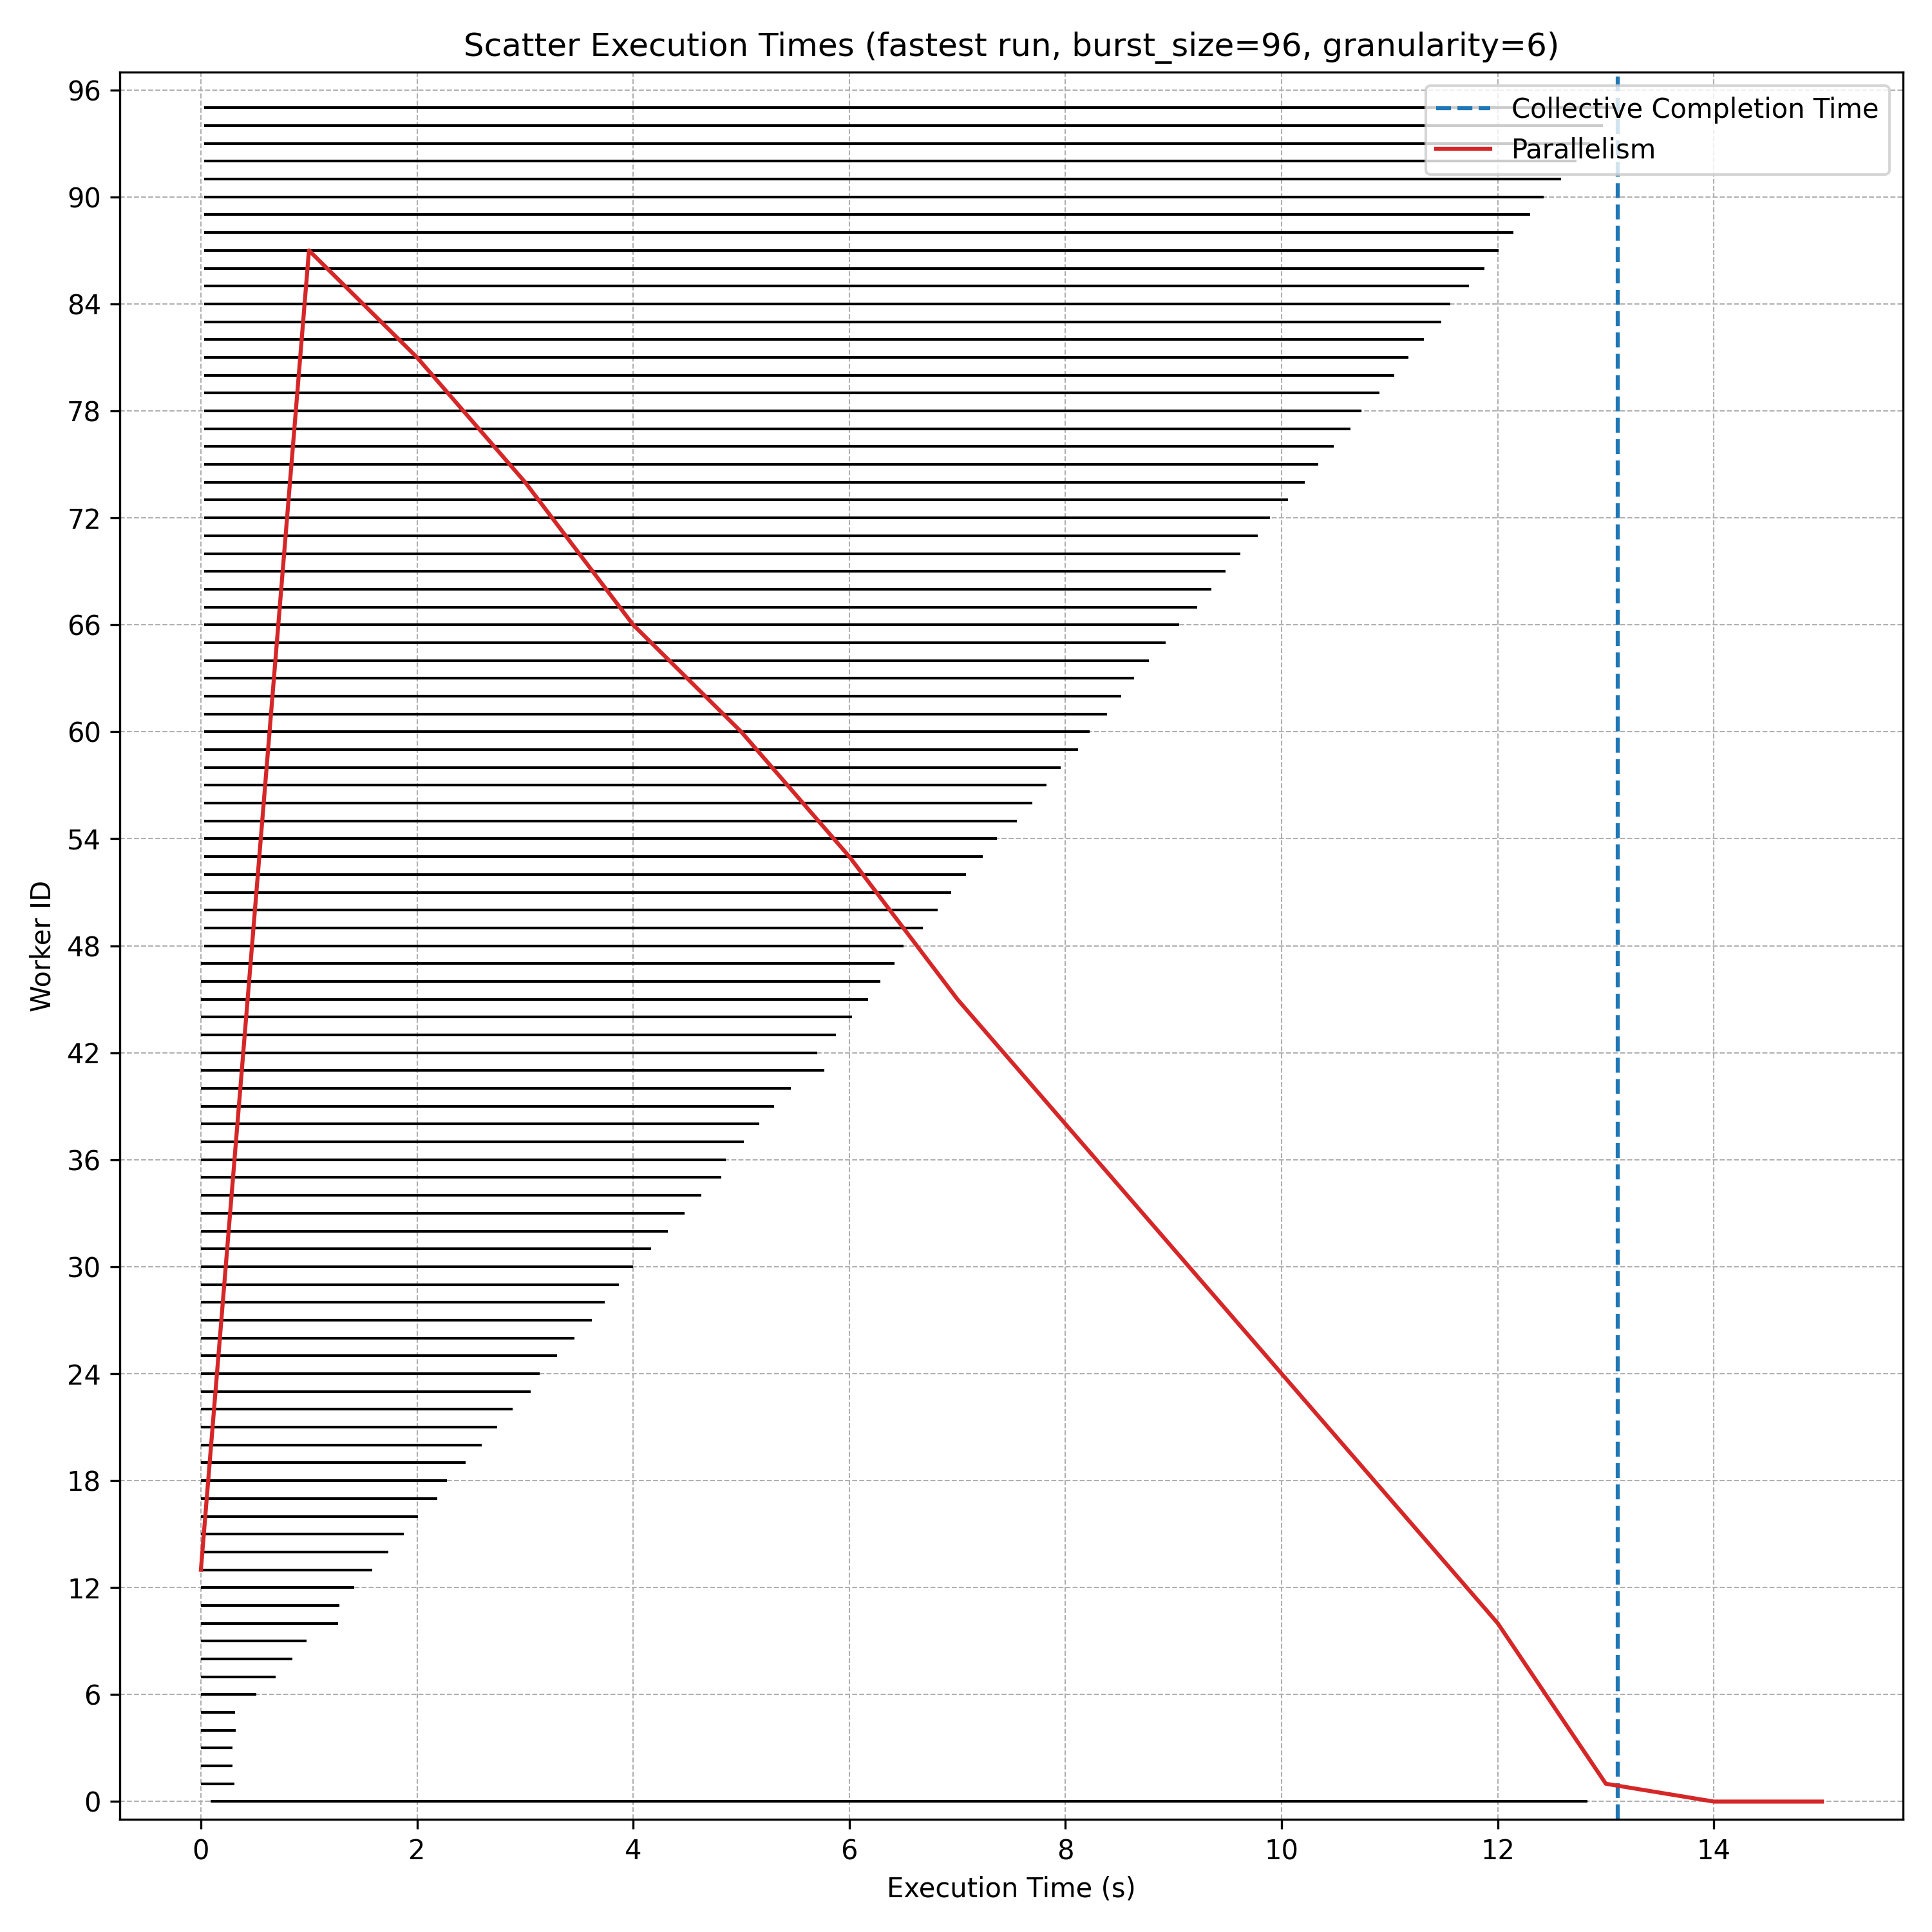 Scatter Execution Times (fastest run, burst_size=96, granularity=6)
Collective Completion Time
Parallelism
Worker ID
96
90
84
78
72
66
60
54
48
42
36
30
24
18
12
6
0
0 2 4 6 8 10 12 14
Execution Time (s)